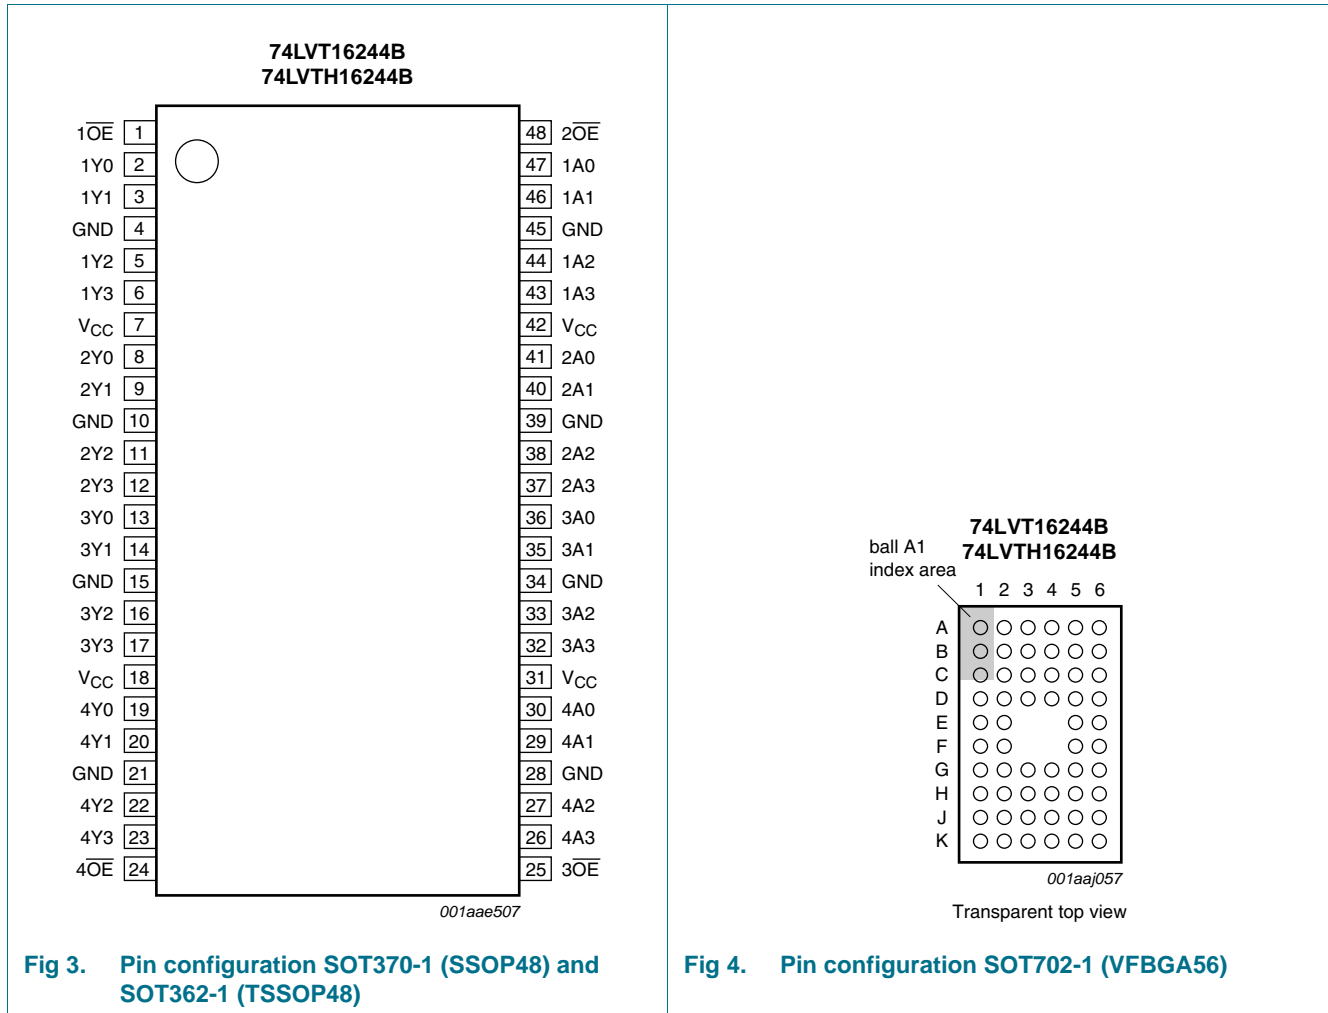 74LVT16244B
74LVTH16244B
1O̅E̅ 1 48 2O̅E̅
1Y0 2 47 1A0
1Y1 3 46 1A1
GND 4 45 GND
1Y2 5 44 1A2
1Y3 6 43 1A3
VCC 7 42 VCC
2Y0 8 41 2A0
2Y1 9 40 2A1
GND 10 39 GND
2Y2 11 38 2A2
2Y3 12 37 2A3
3Y0 13 36 3A0
3Y1 14 35 3A1
GND 15 34 GND
3Y2 16 33 3A2
3Y3 17 32 3A3
VCC 18 31 VCC
4Y0 19 30 4A0
4Y1 20 29 4A1
GND 21 28 GND
4Y2 22 27 4A2
4Y3 23 26 4A3
4O̅E̅ 24 25 3O̅E̅
001aae507
Fig 3. Pin configuration SOT370-1 (SSOP48) and
SOT362-1 (TSSOP48)
74LVT16244B
74LVTH16244B
ball A1
index area
1 2 3 4 5 6
A
B
C
D
E
F
G
H
J
K
001aaj057
Transparent top view
Fig 4. Pin configuration SOT702-1 (VFBGA56)